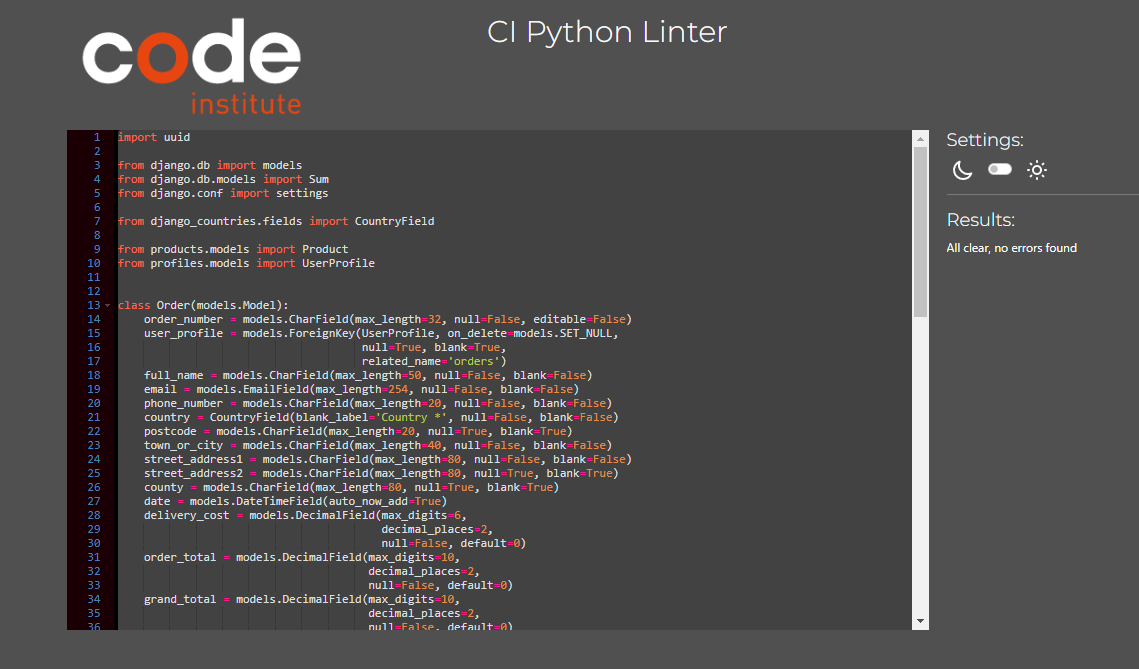 code
institute
CI Python Linter
1 import uuid
2
3 from django.db import models
4 from django.db.models import Sum
5 from django.conf import settings
6
7 from django_countries.fields import CountryField
8
9 from products.models import Product
10 from profiles.models import UserProfile
11
12
13 class Order(models.Model):
14     order_number = models.CharField(max_length=32, null=False, editable=False)
15     user_profile = models.ForeignKey(UserProfile, on_delete=models.SET_NULL,
16                                      null=True, blank=True,
17                                      related_name='orders')
18     full_name = models.CharField(max_length=50, null=False, blank=False)
19     email = models.EmailField(max_length=254, null=False, blank=False)
20     phone_number = models.CharField(max_length=20, null=False, blank=False)
21     country = CountryField(blank_label='Country *', null=False, blank=False)
22     postcode = models.CharField(max_length=20, null=True, blank=True)
23     town_or_city = models.CharField(max_length=40, null=False, blank=False)
24     street_address1 = models.CharField(max_length=80, null=False, blank=False)
25     street_address2 = models.CharField(max_length=80, null=True, blank=True)
26     county = models.CharField(max_length=80, null=True, blank=True)
27     date = models.DateTimeField(auto_now_add=True)
28     delivery_cost = models.DecimalField(max_digits=6,
29                                         decimal_places=2,
30                                         null=False, default=0)
31     order_total = models.DecimalField(max_digits=10,
32                                       decimal_places=2,
33                                       null=False, default=0)
34     grand_total = models.DecimalField(max_digits=10,
35                                       decimal_places=2,
36                                       null=False, default=0)
Settings:
Results:
All clear, no errors found